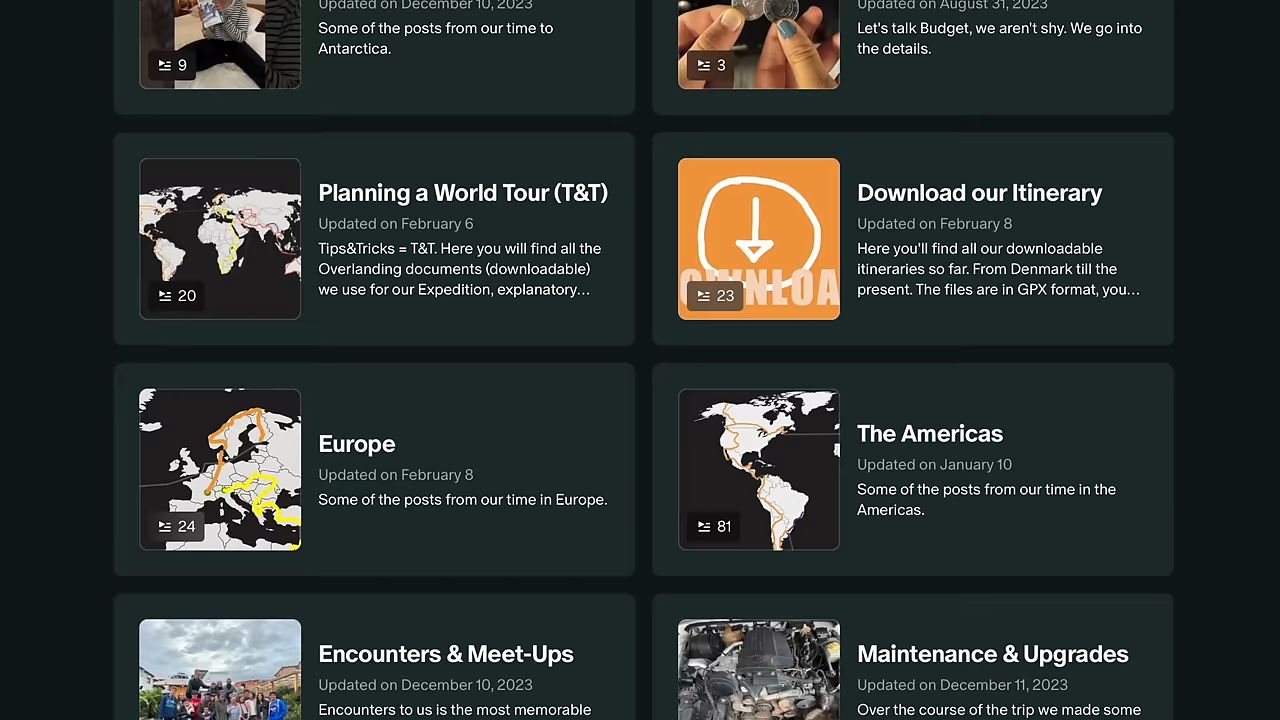 Updated on December 10, 2023
Some of the posts from our time to
Antarctica.
9
Updated on August 31, 2023
Let's talk Budget, we aren't shy. We go into
the details.
3
Planning a World Tour (T&T)
Updated on February 6
Tips&Tricks = T&T. Here you will find all the
Overlanding documents (downloadable)
we use for our Expedition, explanatory...
20
Download our Itinerary
Updated on February 8
Here you'll find all our downloadable
itineraries so far. From Denmark till the
present. The files are in GPX format, you...
23
Europe
Updated on February 8
Some of the posts from our time in Europe.
24
The Americas
Updated on January 10
Some of the posts from our time in the
Americas.
81
Encounters & Meet-Ups
Updated on December 10, 2023
Encounters to us is the most memorable
Maintenance & Upgrades
Updated on December 11, 2023
Over the course of the trip we made some